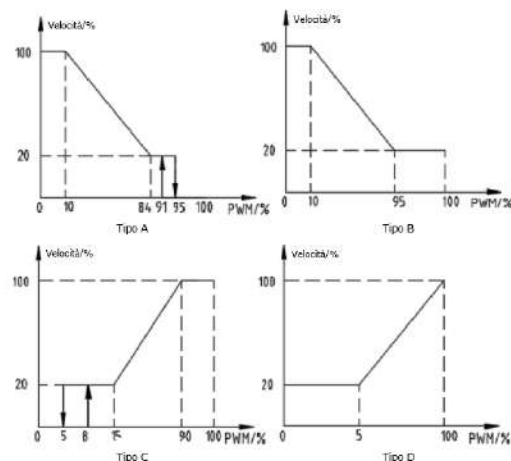 Velocità/%
100
20
0 10 84 91 95 100 PWM/%
Tipo A
Velocità/%
100
20
0 10 95 100 PWM/%
Tipo B
Velocità/%
100
20
0 5 8 15 90 100 PWM/%
Tipo C
Velocità/%
100
20
0 5 100 PWM/%
Tipo D